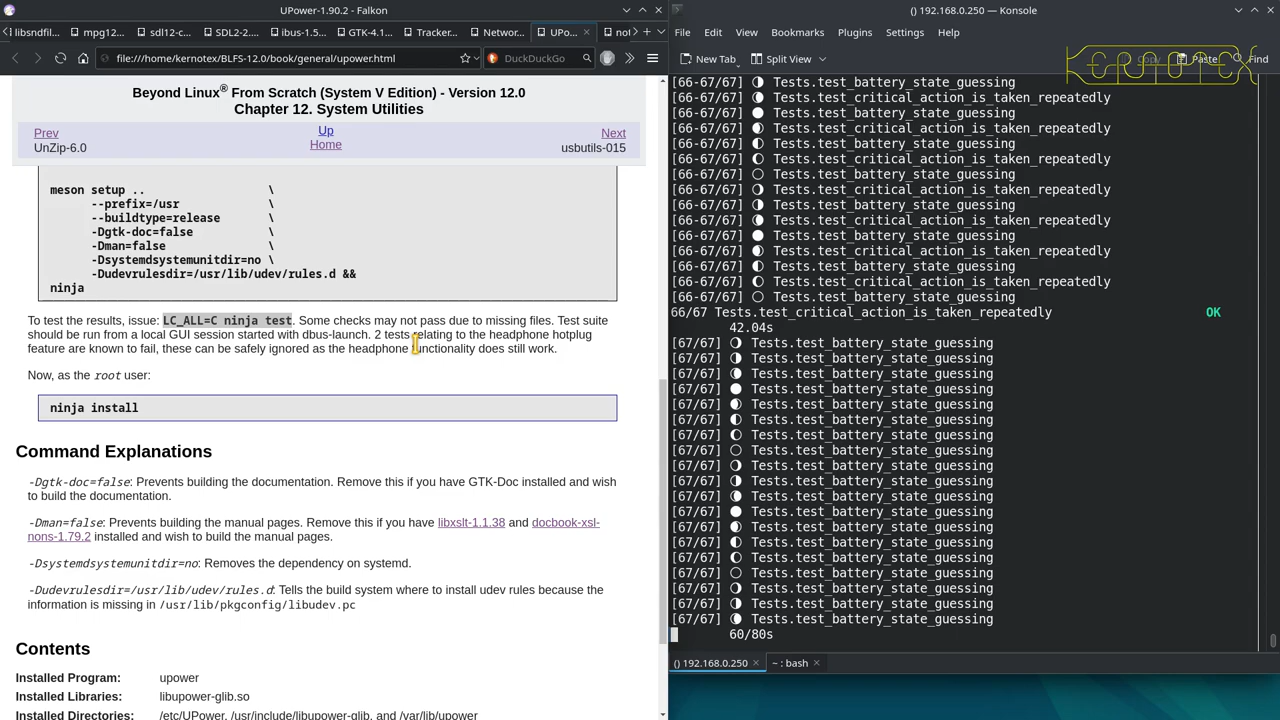 UPower-1.90.2 - Falkon
libsndfil...
mpg12...
sdl12-c...
SDL2-2....
ibus-1.5...
GTK-4.1...
Tracker...
Networ...
UPo...
no
file:///home/kernotex/BLFS-12.0/book/general/upower.html
DuckDuckGo
Beyond Linux® From Scratch (System V Edition) - Version 12.0
Chapter 12. System Utilities
Prev Up Next
UnZip-6.0 Home usbutils-015
meson setup .. \
--prefix=/usr \
--buildtype=release \
-Dgtk-doc=false \
-Dman=false \
-Dsystemdsystemunitdir=no \
-Dudevrulesdir=/usr/lib/udev/rules.d &&
ninja
To test the results, issue: LC_ALL=C ninja test. Some checks may not pass due to missing files. Test suite
should be run from a local GUI session started with dbus-launch. 2 tests relating to the headphone hotplug
feature are known to fail, these can be safely ignored as the headphone functionality does still work.
Now, as the root user:
ninja install
Command Explanations
-Dgtk-doc=false: Prevents building the documentation. Remove this if you have GTK-Doc installed and wish
to build the documentation.
-Dman=false: Prevents building the manual pages. Remove this if you have libxslt-1.1.38 and docbook-xsl-
nons-1.79.2 installed and wish to build the manual pages.
-Dsystemdsystemunitdir=no: Removes the dependency on systemd.
-Dudevrulesdir=/usr/lib/udev/rules.d: Tells the build system where to install udev rules because the
information is missing in /usr/lib/pkgconfig/libudev.pc
Contents
Installed Program: upower
Installed Libraries: libupower-glib.so
Installed Directories: /etc/UPower, /usr/include/libupower-glib, and /var/lib/upower
() 192.168.0.250 — Konsole
File Edit View Bookmarks Plugins Settings Help
New Tab Split View Copy Paste Find
KERNOTEX
[66-67/67] 🌗 Tests.test_battery_state_guessing
[66-67/67] 🌖 Tests.test_critical_action_is_taken_repeatedly
[66-67/67] 🌕 Tests.test_battery_state_guessing
[66-67/67] 🌔 Tests.test_critical_action_is_taken_repeatedly
[66-67/67] 🌓 Tests.test_battery_state_guessing
[66-67/67] 🌒 Tests.test_critical_action_is_taken_repeatedly
[66-67/67] 🌑 Tests.test_battery_state_guessing
[66-67/67] 🌘 Tests.test_critical_action_is_taken_repeatedly
[66-67/67] 🌗 Tests.test_battery_state_guessing
[66-67/67] 🌖 Tests.test_critical_action_is_taken_repeatedly
[66-67/67] 🌕 Tests.test_battery_state_guessing
[66-67/67] 🌔 Tests.test_critical_action_is_taken_repeatedly
[66-67/67] 🌓 Tests.test_battery_state_guessing
[66-67/67] 🌒 Tests.test_critical_action_is_taken_repeatedly
[66-67/67] 🌑 Tests.test_battery_state_guessing
66/67 Tests.test_critical_action_is_taken_repeatedly OK
42.04s
[67/67] 🌘 Tests.test_battery_state_guessing
[67/67] 🌗 Tests.test_battery_state_guessing
[67/67] 🌖 Tests.test_battery_state_guessing
[67/67] 🌕 Tests.test_battery_state_guessing
[67/67] 🌔 Tests.test_battery_state_guessing
[67/67] 🌓 Tests.test_battery_state_guessing
[67/67] 🌒 Tests.test_battery_state_guessing
[67/67] 🌑 Tests.test_battery_state_guessing
[67/67] 🌘 Tests.test_battery_state_guessing
[67/67] 🌗 Tests.test_battery_state_guessing
[67/67] 🌖 Tests.test_battery_state_guessing
[67/67] 🌕 Tests.test_battery_state_guessing
[67/67] 🌔 Tests.test_battery_state_guessing
[67/67] 🌓 Tests.test_battery_state_guessing
[67/67] 🌒 Tests.test_battery_state_guessing
[67/67] 🌑 Tests.test_battery_state_guessing
[67/67] 🌘 Tests.test_battery_state_guessing
[67/67] 🌗 Tests.test_battery_state_guessing
[67/67] 🌖 Tests.test_battery_state_guessing
60/80s
() 192.168.0.250
~ : bash